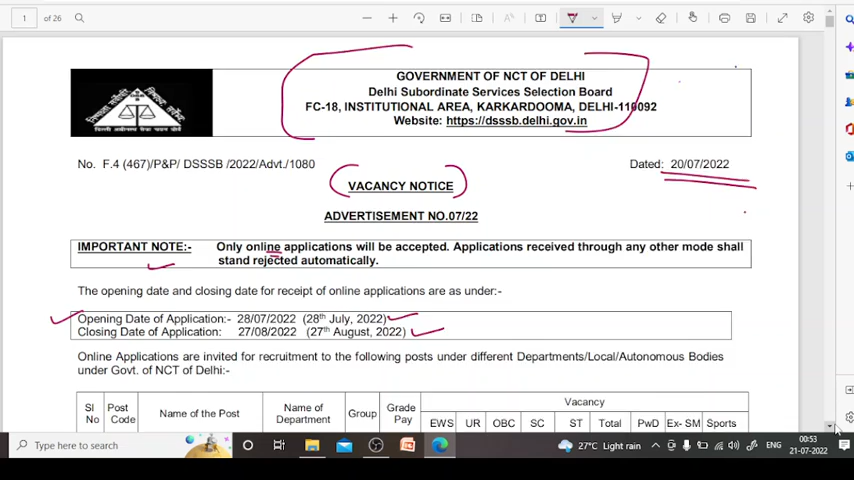 1 of 26
GOVERNMENT OF NCT OF DELHI
Delhi Subordinate Services Selection Board
FC-18, INSTITUTIONAL AREA, KARKARDOOMA, DELHI-110092
Website: https://dsssb.delhi.gov.in
No. F.4 (467)/P&P/ DSSSB /2022/Advt./1080
Dated: 20/07/2022
VACANCY NOTICE
ADVERTISEMENT NO.07/22
IMPORTANT NOTE:- Only online applications will be accepted. Applications received through any other mode shall
stand rejected automatically.
The opening date and closing date for receipt of online applications are as under:-
Opening Date of Application:- 28/07/2022 (28th July, 2022)
Closing Date of Application: 27/08/2022 (27th August, 2022)
Online Applications are invited for recruitment to the following posts under different Departments/Local/Autonomous Bodies
under Govt. of NCT of Delhi:-
Sl No Post Code Name of the Post Name of Department Group Grade Pay Vacancy
EWS UR OBC SC ST Total PwD Ex- SM Sports
Type here to search
27°C Light rain
ENG
00:53
21-07-2022